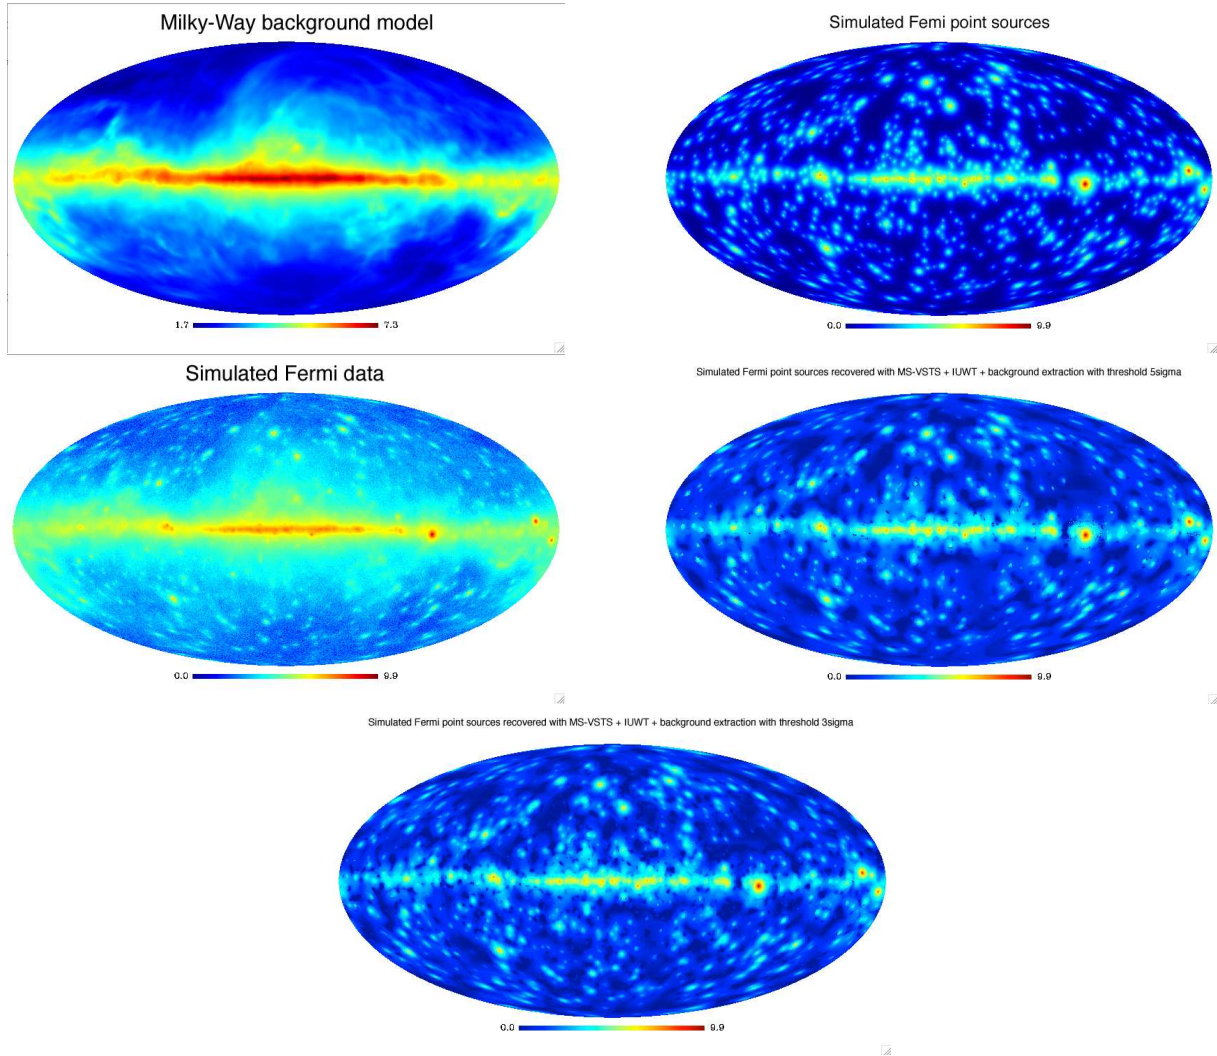 Milky-Way background model
1.7 7.3
Simulated Femi point sources
0.0 9.9
Simulated Fermi data
0.0 9.9
Simulated Fermi point sources recovered with MS-VSTS + IUWT + background extraction with threshold 5sigma
0.0 9.9
Simulated Fermi point sources recovered with MS-VSTS + IUWT + background extraction with threshold 3sigma
0.0 9.9